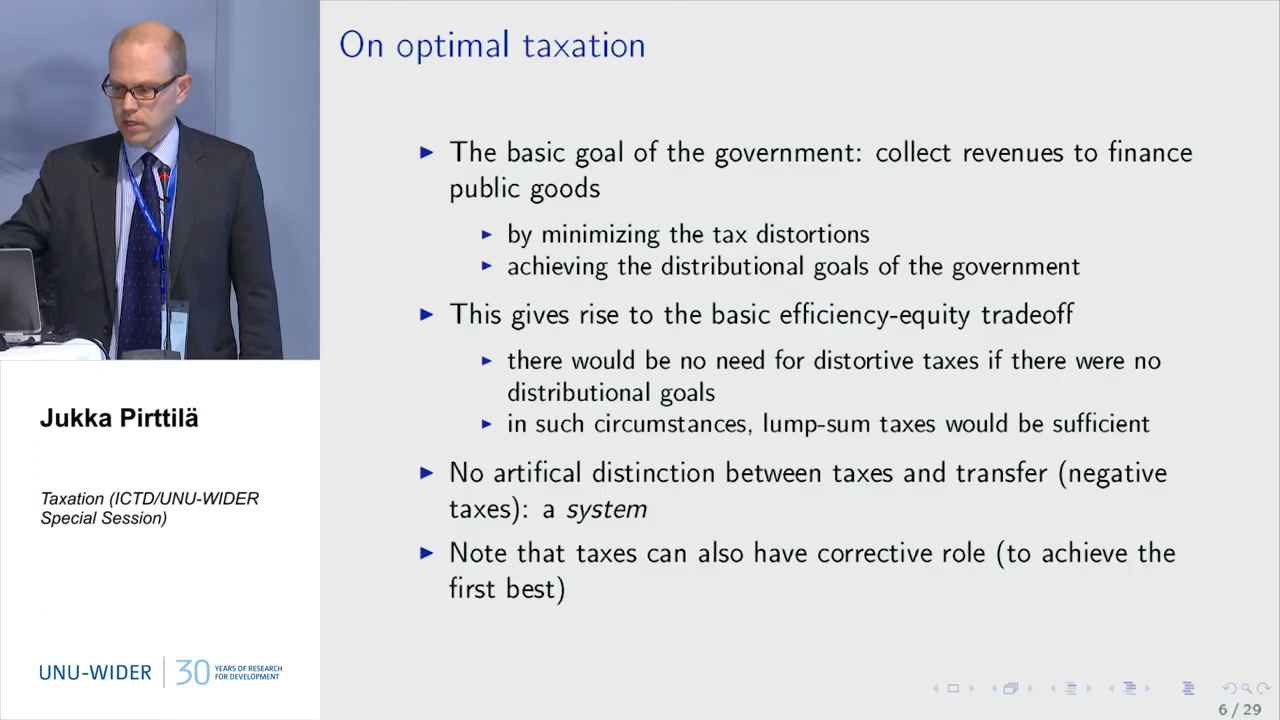 On optimal taxation
The basic goal of the government: collect revenues to finance
public goods
by minimizing the tax distortions
achieving the distributional goals of the government
This gives rise to the basic efficiency-equity tradeoff
there would be no need for distortive taxes if there were no
distributional goals
in such circumstances, lump-sum taxes would be sufficient
No artifical distinction between taxes and transfer (negative
taxes): a system
Note that taxes can also have corrective role (to achieve the
first best)
6 / 29
Jukka Pirttilä
Taxation (ICTD/UNU-WIDER
Special Session)
UNU-WIDER
30
YEARS OF RESEARCH
FOR DEVELOPMENT